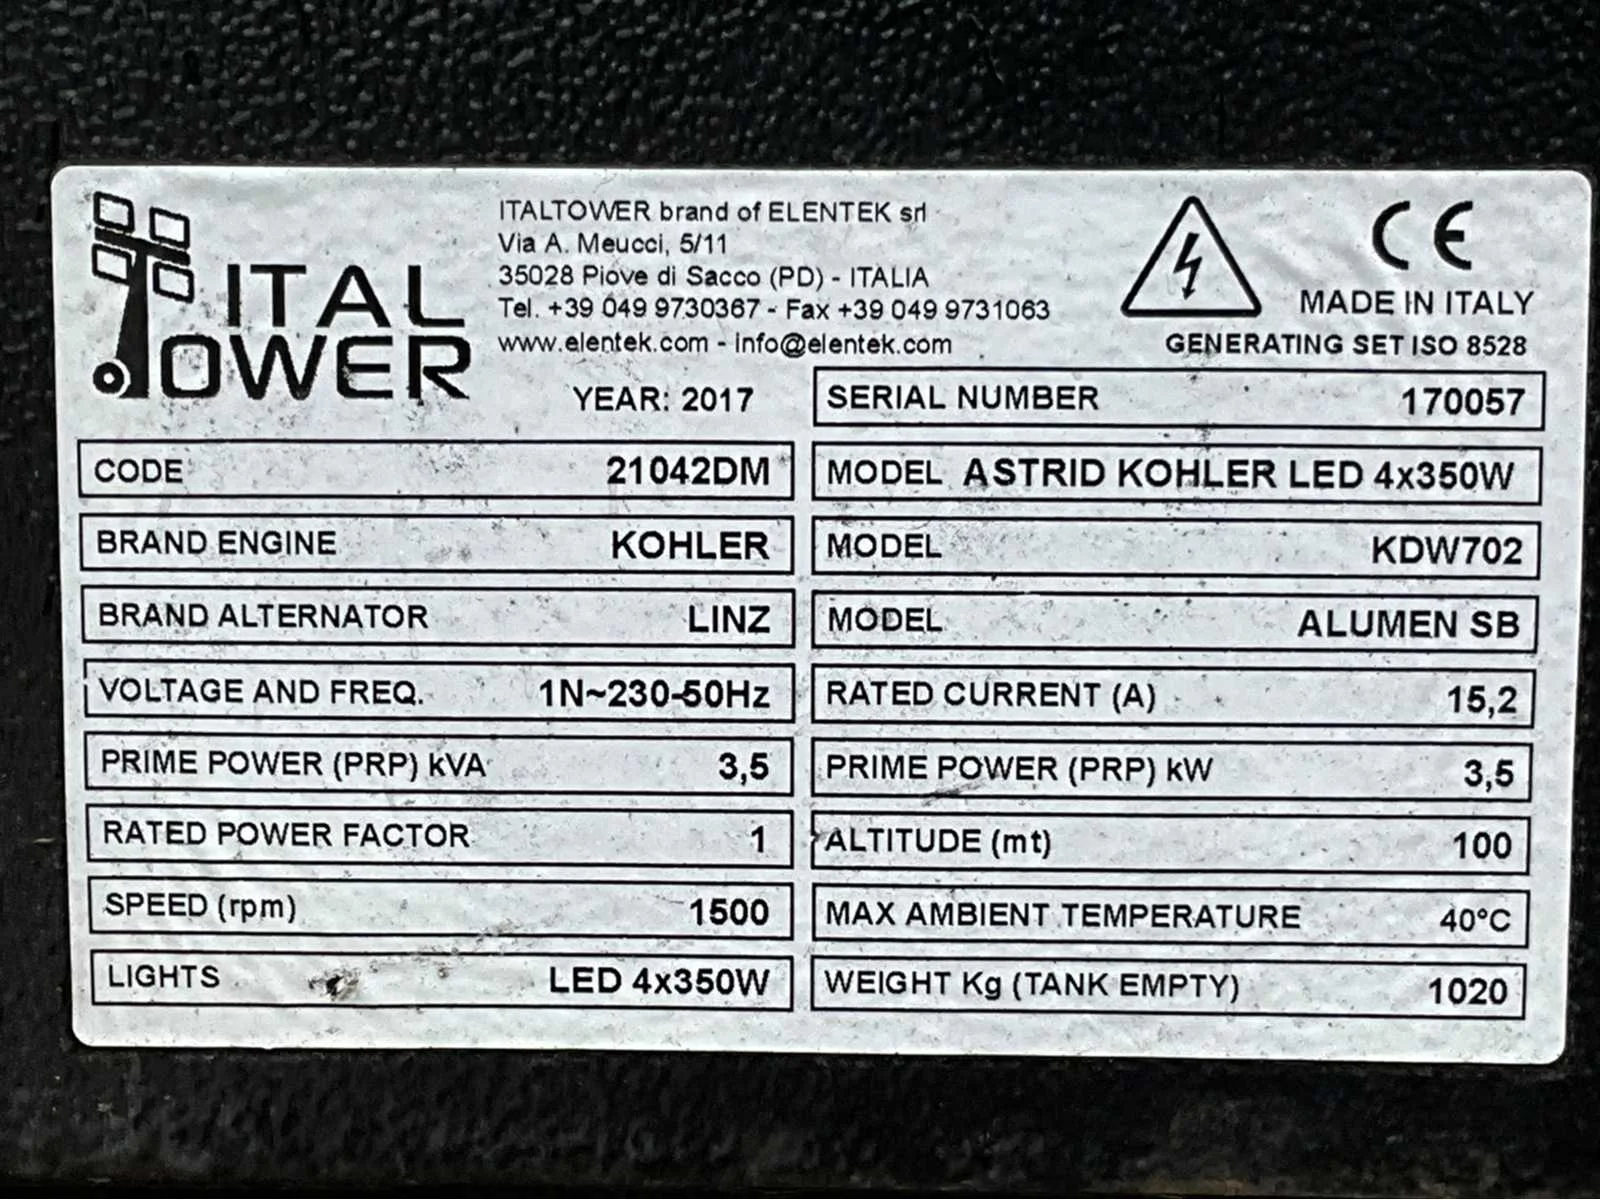 ITAL
TOWER
ITALTOWER brand of ELENTEK srl
Via A. Meucci, 5/11
35028 Piove di Sacco (PD) - ITALIA
Tel. +39 049 9730367 - Fax +39 049 9731063
www.elentek.com - info@elentek.com
CE
MADE IN ITALY
GENERATING SET ISO 8528
YEAR: 2017
SERIAL NUMBER 170057
CODE 21042DM
MODEL ASTRID KOHLER LED 4x350W
BRAND ENGINE KOHLER
MODEL KDW702
BRAND ALTERNATOR LINZ
MODEL ALUMEN SB
VOLTAGE AND FREQ. 1N~230-50Hz
RATED CURRENT (A) 15,2
PRIME POWER (PRP) kVA 3,5
PRIME POWER (PRP) kW 3,5
RATED POWER FACTOR 1
ALTITUDE (mt) 100
SPEED (rpm) 1500
MAX AMBIENT TEMPERATURE 40°C
LIGHTS LED 4x350W
WEIGHT Kg (TANK EMPTY) 1020